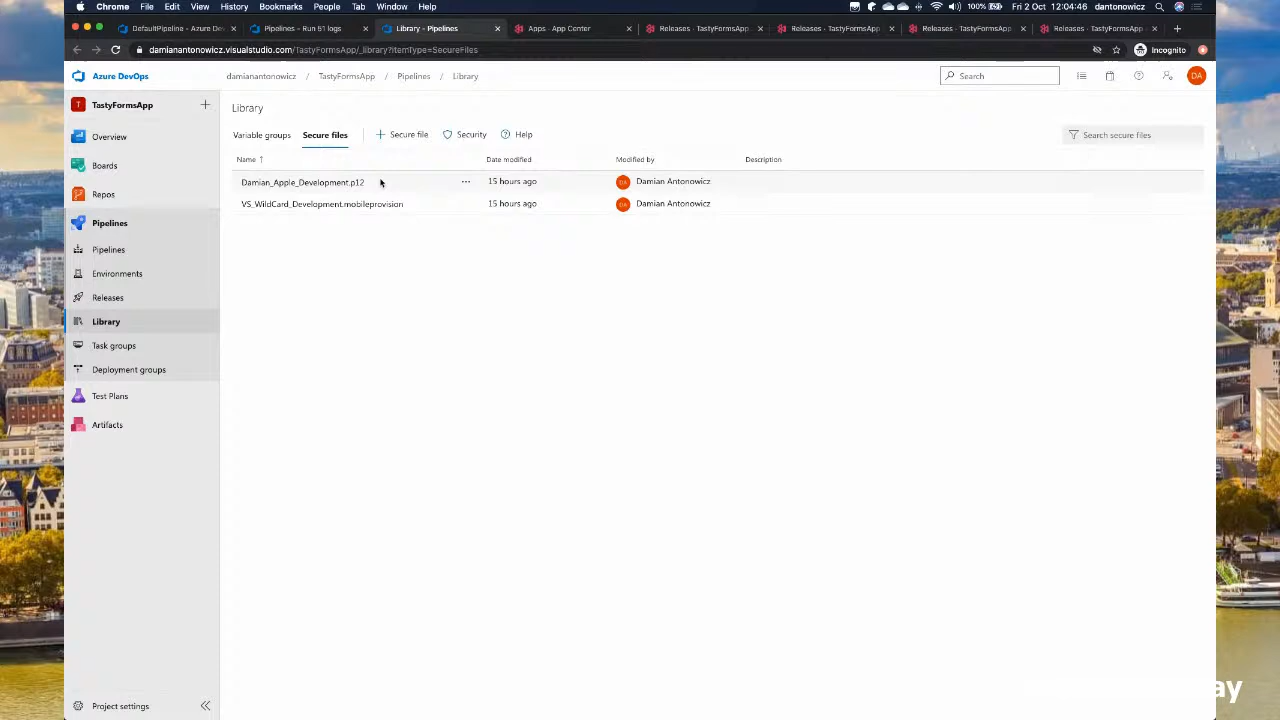 Chrome File Edit View History Bookmarks People Tab Window Help 100% Fri 2 Oct 12:04:46 dantonowicz
DefaultPipeline - Azure Dev Pipelines - Run 51 logs Library - Pipelines Apps · App Center Releases · TastyFormsApp Releases · TastyFormsApp Releases · TastyFormsApp Releases · TastyFormsApp
damianantonowicz.visualstudio.com/TastyFormsApp/_library?itemType=SecureFiles Incognito
Azure DevOps damianantonowicz / TastyFormsApp / Pipelines / Library Search DA
T TastyFormsApp
Library
Overview
Boards
Repos
Pipelines
Pipelines
Environments
Releases
Library
Task groups
Deployment groups
Test Plans
Artifacts
Project settings
Variable groups Secure files Secure file Security Help Search secure files
Name Date modified Modified by Description
Damian_Apple_Development.p12 15 hours ago DA Damian Antonowicz
VS_WildCard_Development.mobileprovision 15 hours ago DA Damian Antonowicz